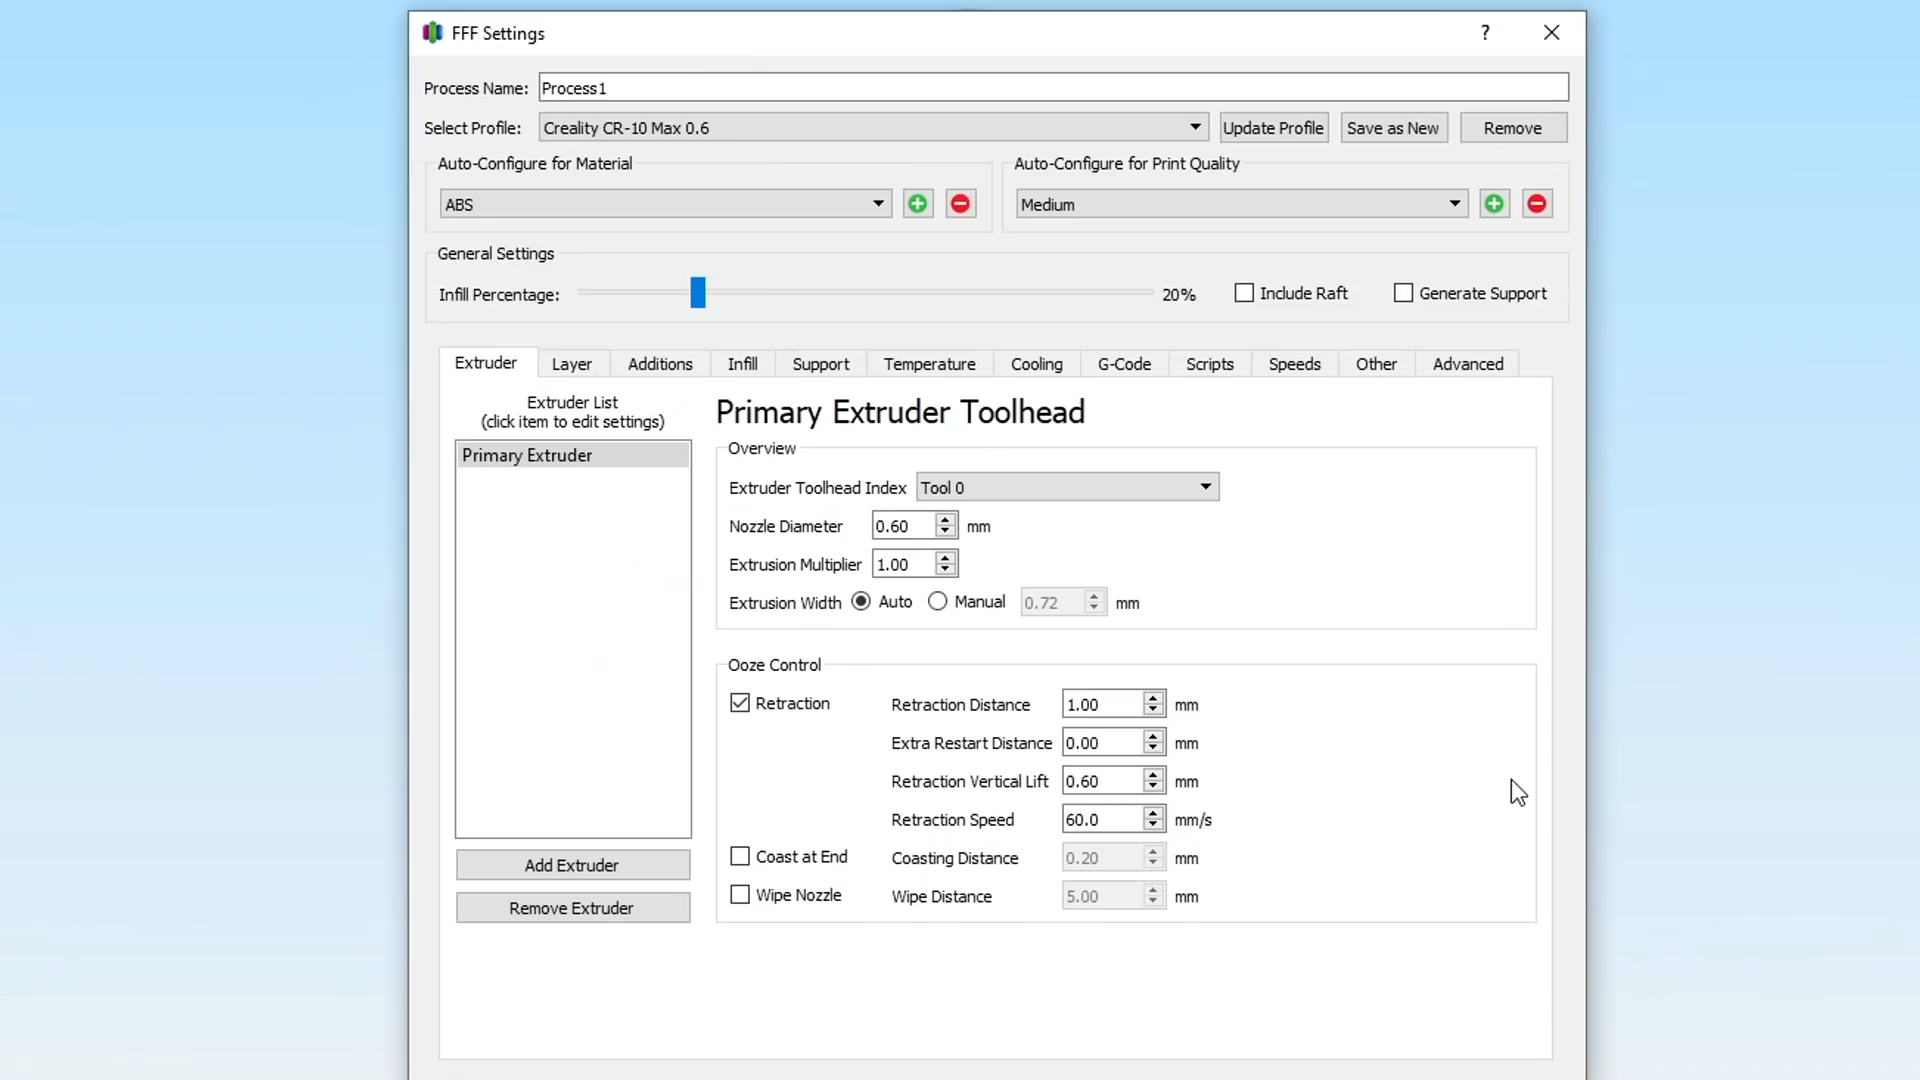 FFF Settings
?
Process Name: Process1
Select Profile: Creality CR-10 Max 0.6 Update Profile Save as New Remove
Auto-Configure for Material Auto-Configure for Print Quality
ABS Medium
General Settings
Infill Percentage: 20% Include Raft Generate Support
Extruder Layer Additions Infill Support Temperature Cooling G-Code Scripts Speeds Other Advanced
Extruder List
(click item to edit settings)
Primary Extruder
Add Extruder
Remove Extruder
Primary Extruder Toolhead
Overview
Extruder Toolhead Index Tool 0
Nozzle Diameter 0.60 mm
Extrusion Multiplier 1.00
Extrusion Width Auto Manual 0.72 mm
Ooze Control
Retraction Retraction Distance 1.00 mm
Extra Restart Distance 0.00 mm
Retraction Vertical Lift 0.60 mm
Retraction Speed 60.0 mm/s
Coast at End Coasting Distance 0.20 mm
Wipe Nozzle Wipe Distance 5.00 mm